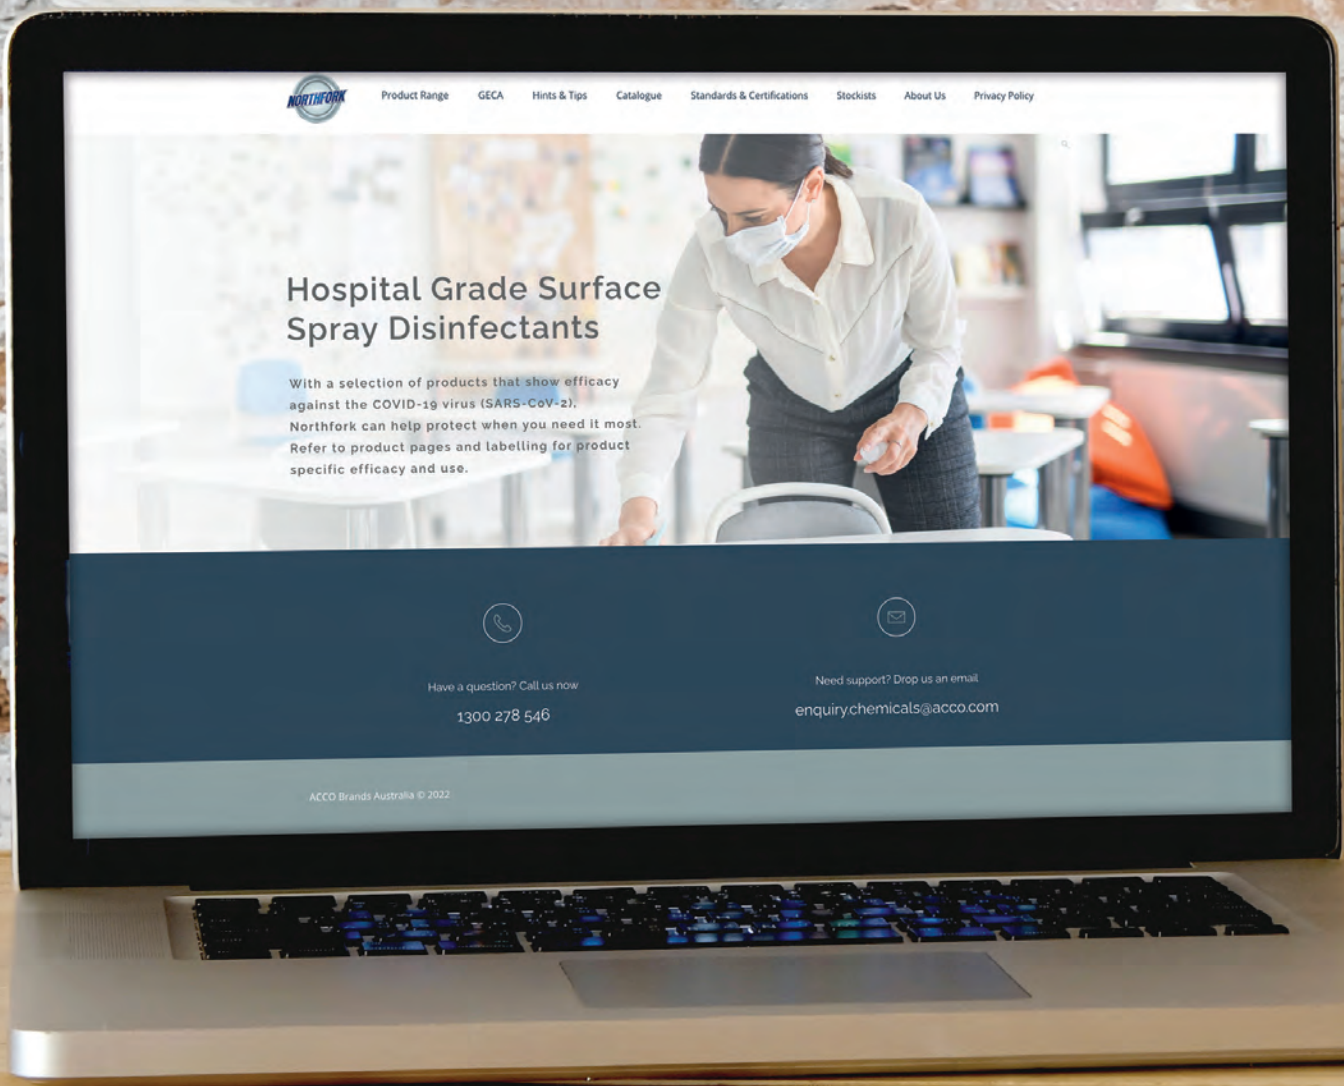 NORTHFORK
Product Range GECA Hints & Tips Catalogue Standards & Certifications Stockists About Us Privacy Policy
Hospital Grade Surface
Spray Disinfectants
With a selection of products that show efficacy
against the COVID-19 virus (SARS-CoV-2),
Northfork can help protect when you need it most.
Refer to product pages and labelling for product
specific efficacy and use.
Have a question? Call us now
1300 278 546
Need support? Drop us an email
enquiry.chemicals@acco.com
ACCO Brands Australia © 2022